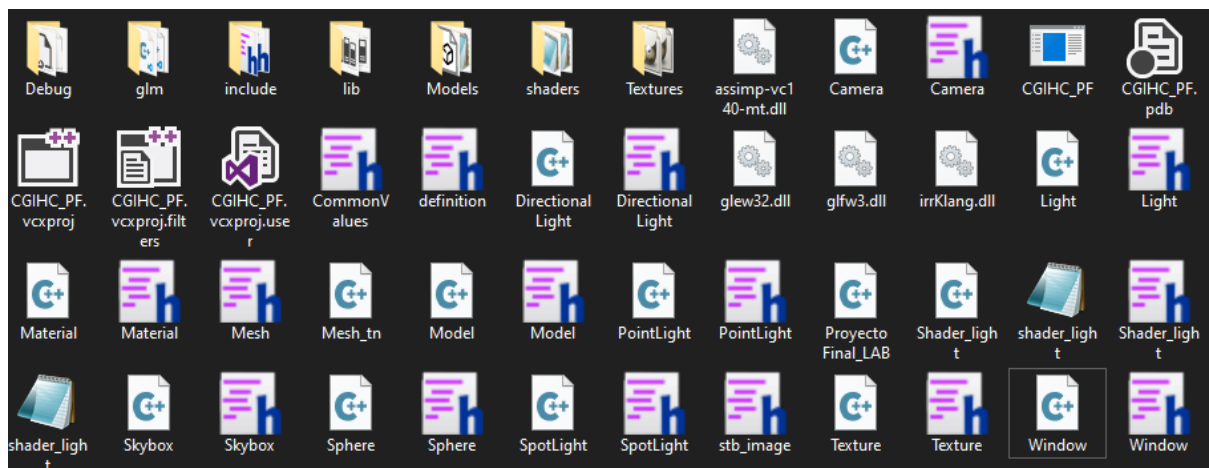 Debug
glm
include
lib
Models
shaders
Textures
assimp-vc1
40-mt.dll
Camera
Camera
CGIHC_PF
CGIHC_PF.
pdb
CGIHC_PF.
vcxproj
CGIHC_PF.
vcxproj.filt
ers
CGIHC_PF.
vcxproj.use
r
CommonV
alues
definition
Directional
Light
Directional
Light
glew32.dll
glfw3.dll
irrKlang.dll
Light
Light
Material
Material
Mesh
Mesh_tn
Model
Model
PointLight
PointLight
Proyecto
Final_LAB
Shader_ligh
t
shader_ligh
t
Shader_ligh
t
shader_ligh
t
Skybox
Skybox
Sphere
Sphere
SpotLight
SpotLight
stb_image
Texture
Texture
Window
Window